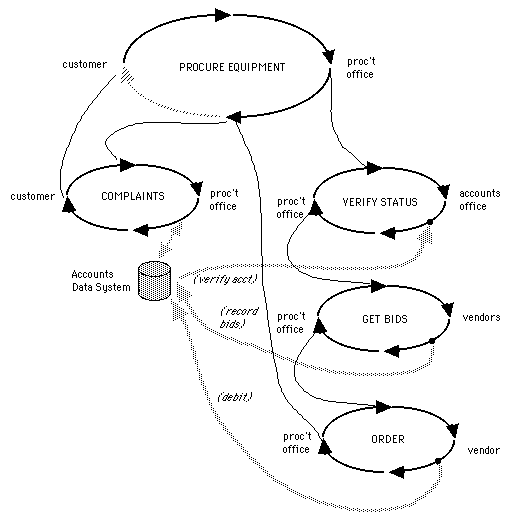 customer
PROCURE EQUIPMENT
proc't
office
customer
COMPLAINTS
proc't
office
proc't
office
VERIFY STATUS
accounts
office
Accounts
Data System
('verify acct,)
('record
bids,)
proc't
office
GET BIDS
vendors
('debit,)
proc't
office
ORDER
vendor